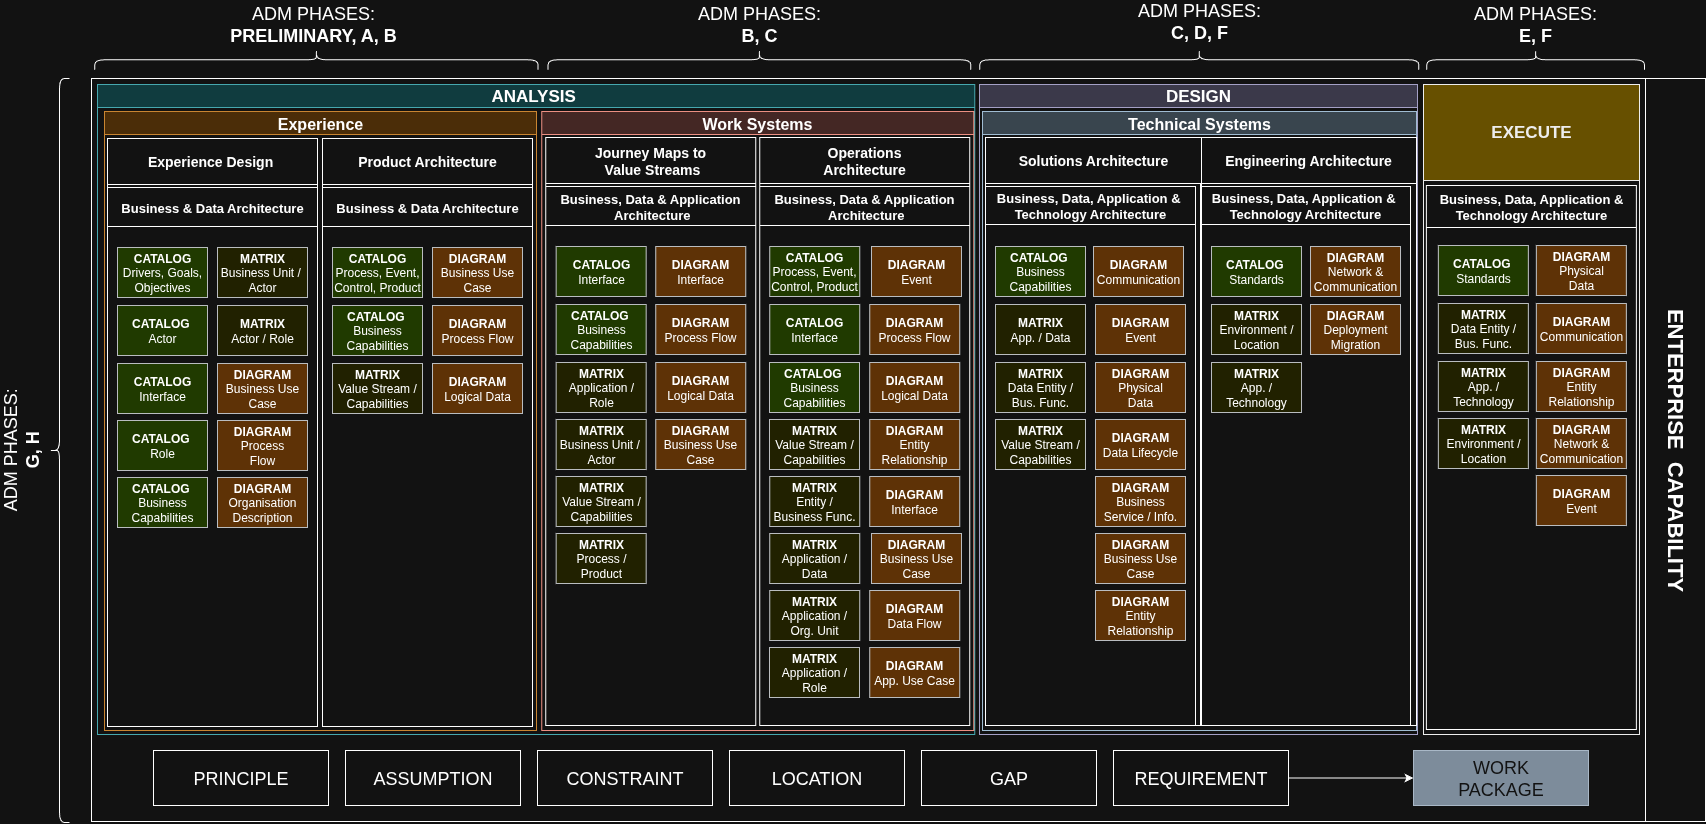 ADM PHASES:
PRELIMINARY, A, B
ADM PHASES:
B, C
ADM PHASES:
C, D, F
ADM PHASES:
E, F
ADM PHASES:
G, H
ANALYSIS
DESIGN
EXECUTE
Experience
Work Systems
Technical Systems
Experience Design
Business & Data Architecture
CATALOG
Drivers, Goals,
Objectives
MATRIX
Business Unit /
Actor
CATALOG
Actor
MATRIX
Actor / Role
CATALOG
Interface
DIAGRAM
Business Use
Case
CATALOG
Role
DIAGRAM
Process
Flow
CATALOG
Business
Capabilities
DIAGRAM
Organisation
Description
Product Architecture
Business & Data Architecture
CATALOG
Process, Event,
Control, Product
DIAGRAM
Business Use
Case
CATALOG
Business
Capabilities
DIAGRAM
Process Flow
MATRIX
Value Stream /
Capabilities
DIAGRAM
Logical Data
Journey Maps to
Value Streams
Business, Data & Application
Architecture
CATALOG
Interface
DIAGRAM
Interface
CATALOG
Business
Capabilities
DIAGRAM
Process Flow
MATRIX
Application /
Role
DIAGRAM
Logical Data
MATRIX
Business Unit /
Actor
DIAGRAM
Business Use
Case
MATRIX
Value Stream /
Capabilities
MATRIX
Process /
Product
Operations
Architecture
Business, Data & Application
Architecture
CATALOG
Process, Event,
Control, Product
DIAGRAM
Event
CATALOG
Interface
DIAGRAM
Process Flow
CATALOG
Business
Capabilities
DIAGRAM
Logical Data
MATRIX
Value Stream /
Capabilities
DIAGRAM
Entity
Relationship
MATRIX
Entity /
Business Func.
DIAGRAM
Interface
MATRIX
Application /
Data
DIAGRAM
Business Use
Case
MATRIX
Application /
Org. Unit
DIAGRAM
Data Flow
MATRIX
Application /
Role
DIAGRAM
App. Use Case
Solutions Architecture
Business, Data, Application &
Technology Architecture
CATALOG
Business
Capabilities
DIAGRAM
Communication
MATRIX
App. / Data
DIAGRAM
Event
MATRIX
Data Entity /
Bus. Func.
DIAGRAM
Physical
Data
MATRIX
Value Stream /
Capabilities
DIAGRAM
Data Lifecycle
DIAGRAM
Business
Service / Info.
DIAGRAM
Business Use
Case
DIAGRAM
Entity
Relationship
Engineering Architecture
Business, Data, Application &
Technology Architecture
CATALOG
Standards
DIAGRAM
Network &
Communication
MATRIX
Environment /
Location
DIAGRAM
Deployment
Migration
MATRIX
App. /
Technology
Business, Data, Application &
Technology Architecture
CATALOG
Standards
DIAGRAM
Physical
Data
MATRIX
Data Entity /
Bus. Func.
DIAGRAM
Communication
MATRIX
App. /
Technology
DIAGRAM
Entity
Relationship
MATRIX
Environment /
Location
DIAGRAM
Network &
Communication
DIAGRAM
Event
ENTERPRISE CAPABILITY
PRINCIPLE
ASSUMPTION
CONSTRAINT
LOCATION
GAP
REQUIREMENT
WORK
PACKAGE